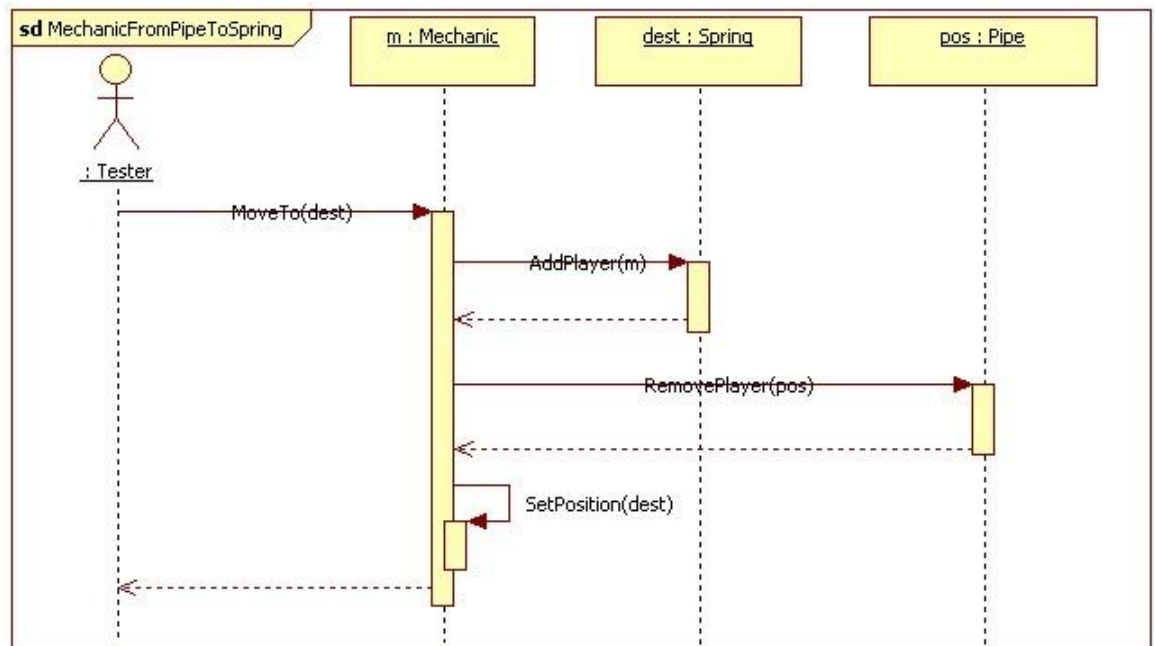 sd MechanicFromPipeToSpring
m : Mechanic
dest : Spring
pos : Pipe
: Tester
MoveTo(dest)
AddPlayer(m)
RemovePlayer(pos)
SetPosition(dest)